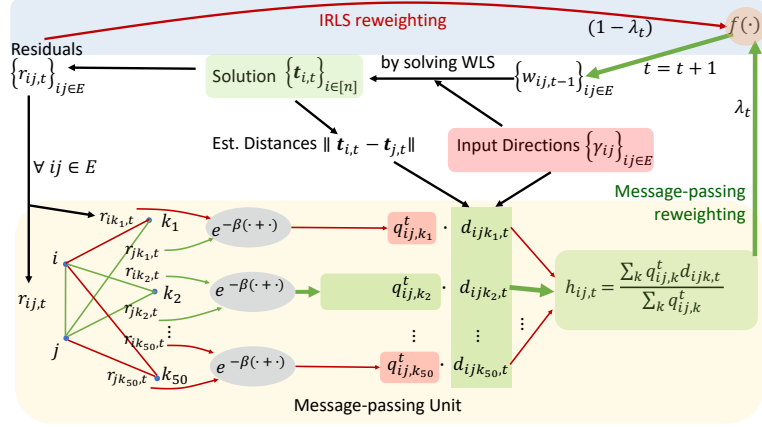 IRLS reweighting
(1 − λ_t)
f(·)
Residuals
{r_{ij,t}}_{ij∈E}
Solution {t_{i,t}}_{i∈[n]}
by solving WLS
{w_{ij,t−1}}_{ij∈E}
t = t + 1
λ_t
Est. Distances ‖ t_{i,t} − t_{j,t}‖
Input Directions {γ_{ij}}_{ij∈E}
∀ ij ∈ E
Message-passing
reweighting
r_{ik_1,t}
k_1
e^{−β(·+·)}
q^t_{ij,k_1} · d_{ijk_1,t}
r_{jk_1,t}
i
r_{ij,t}
r_{ik_2,t}
k_2
e^{−β(·+·)}
q^t_{ij,k_2} · d_{ijk_2,t}
h_{ij,t} = ∑_k q^t_{ij,k} d_{ijk,t} / ∑_k q^t_{ij,k}
r_{jk_2,t}
⋮ ⋮ ⋮ ⋮
j
r_{ik_50,t}
e^{−β(·+·)}
q^t_{ij,k_50} · d_{ijk_50,t}
r_{jk_50,t}
k_50
Message-passing Unit